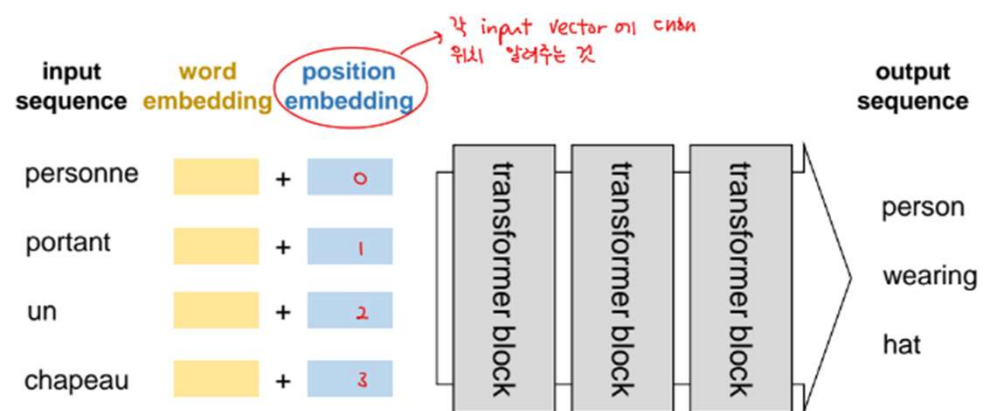 각 input vector에 대한
위치 알려주는 것
input sequence
word embedding
position embedding
output sequence
personne + 0
portant + 1
un + 2
chapeau + 3
transformer block
transformer block
transformer block
person
wearing
hat